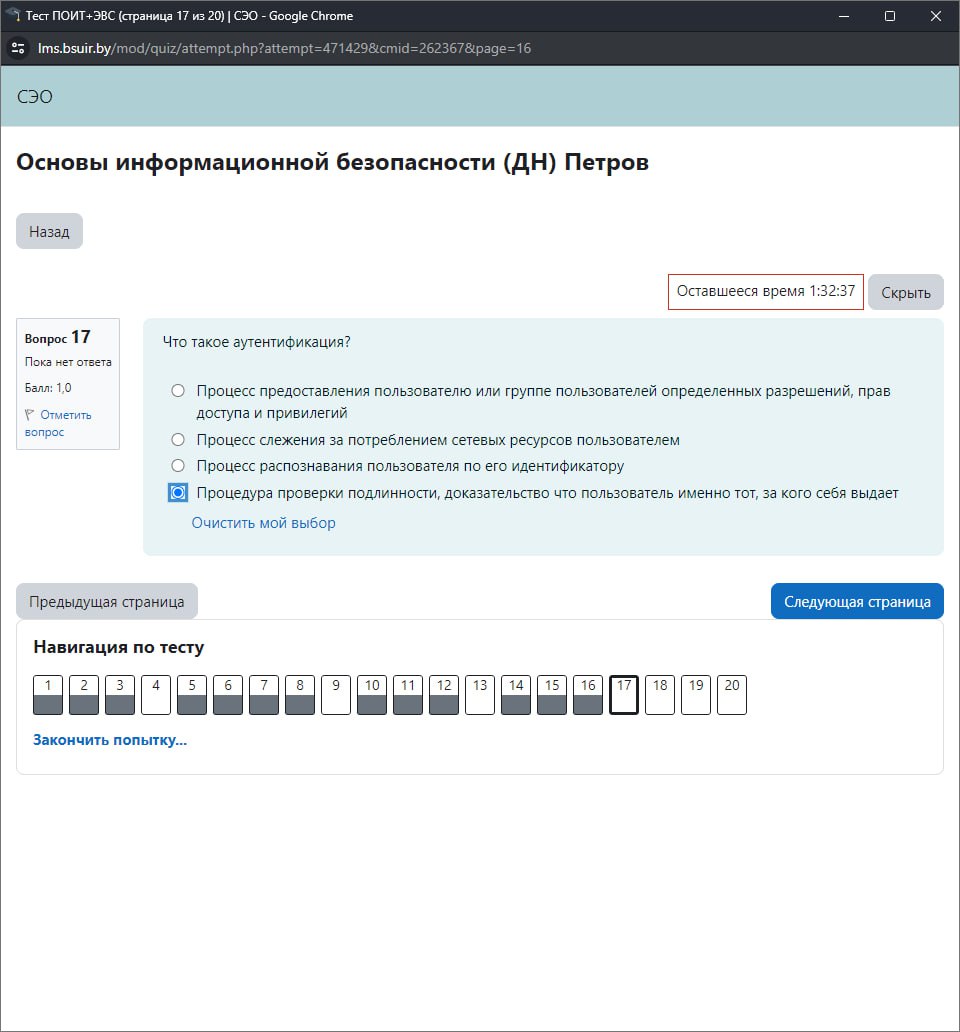 Тест ПОИТ+ЭВС (страница 17 из 20) | СЭО - Google Chrome
lms.bsuir.by/mod/quiz/attempt.php?attempt=471429&cmid=262367&page=16
СЭО
Основы информационной безопасности (ДН) Петров
Назад
Оставшееся время 1:32:37
Скрыть
Вопрос 17
Пока нет ответа
Балл: 1,0
Отметить
вопрос
Что такое аутентификация?
Процесс предоставления пользователю или группе пользователей определенных разрешений, прав
доступа и привилегий
Процесс слежения за потреблением сетевых ресурсов пользователем
Процесс распознавания пользователя по его идентификатору
Процедура проверки подлинности, доказательство что пользователь именно тот, за кого себя выдает
Очистить мой выбор
Предыдущая страница
Следующая страница
Навигация по тесту
1 2 3 4 5 6 7 8 9 10 11 12 13 14 15 16 17 18 19 20
Закончить попытку...